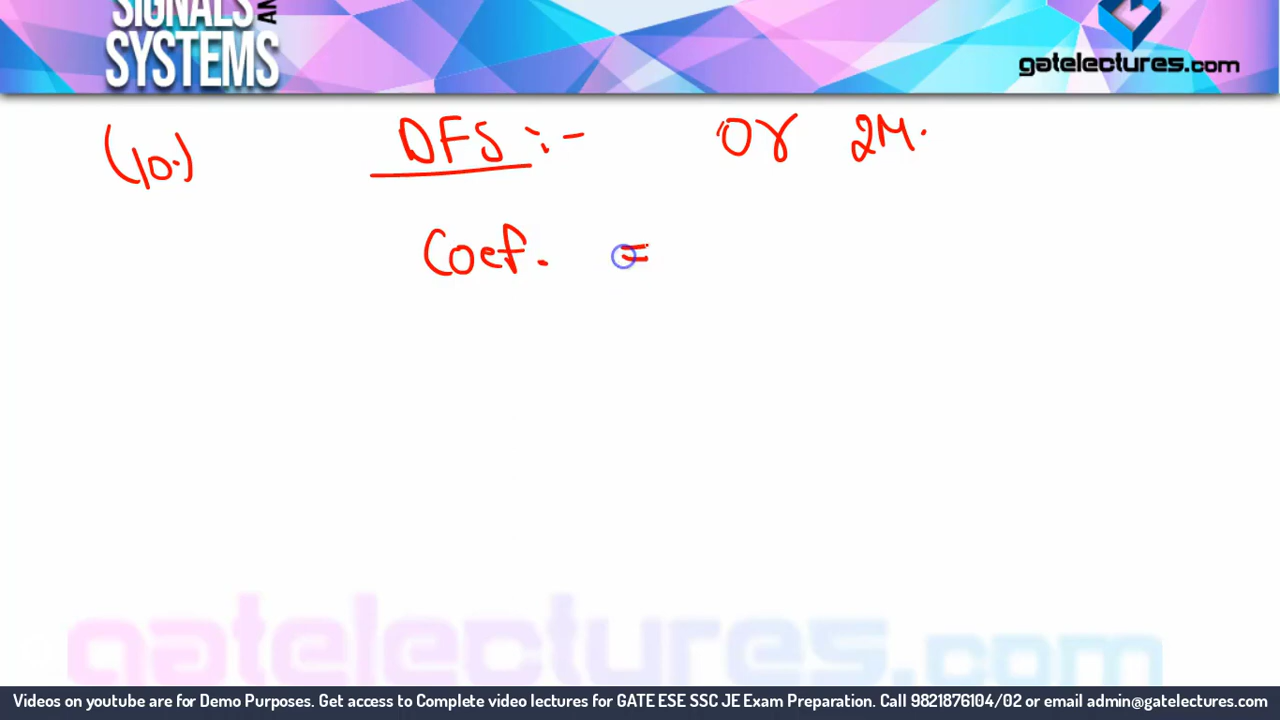 SIGNALS AND
SYSTEMS
gatelectures.com
(10.) DFS :- or 2M.
Coef. =
gatelectures.com
Videos on youtube are for Demo Purposes. Get access to Complete video lectures for GATE ESE SSC JE Exam Preparation. Call 9821876104/02 or email admin@gatelectures.com